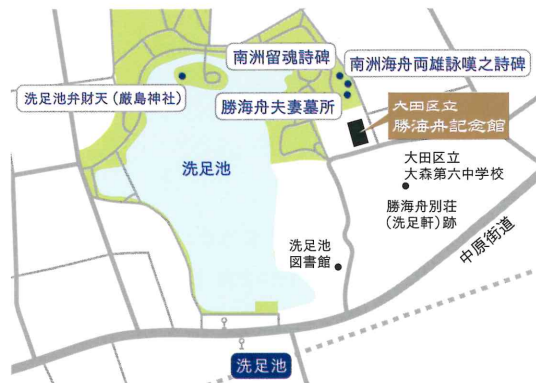 南洲留魂詩碑
南洲海舟両雄詠嘆之詩碑
洗足池弁財天（厳島神社）
勝海舟夫妻墓所
大田区立
勝海舟記念館
洗足池
大田区立
大森第六中学校
勝海舟別荘
（洗足軒）跡
中原街道
洗足池
図書館
洗足池